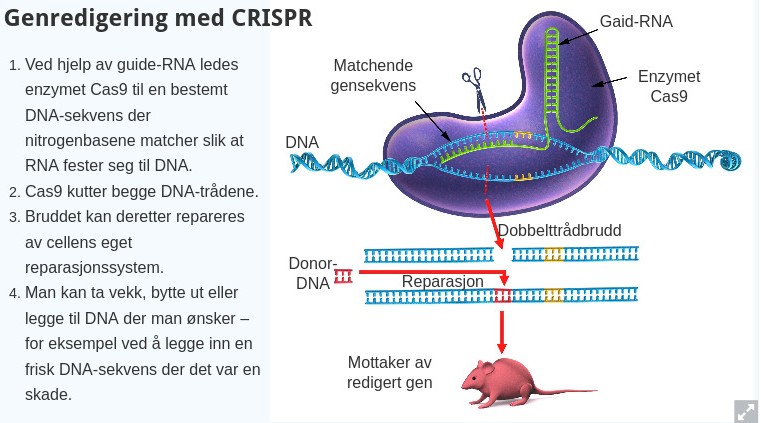 Genredigering med CRISPR
1. Ved hjelp av guide-RNA ledes
enzymet Cas9 til en bestemt
DNA-sekvens der
nitrogenbasene matcher slik at
RNA fester seg til DNA.
2. Cas9 kutter begge DNA-trådene.
3. Bruddet kan deretter repareres
av cellens eget
reparasjonssystem.
4. Man kan ta vekk, bytte ut eller
legge til DNA der man ønsker –
for eksempel ved å legge inn en
frisk DNA-sekvens der det var en
skade.
Gaid-RNA
Matchende
gensekvens
Enzymet
Cas9
DNA
Dobbelttrådbrudd
Donor-
DNA
Reparasjon
Mottaker av
redigert gen